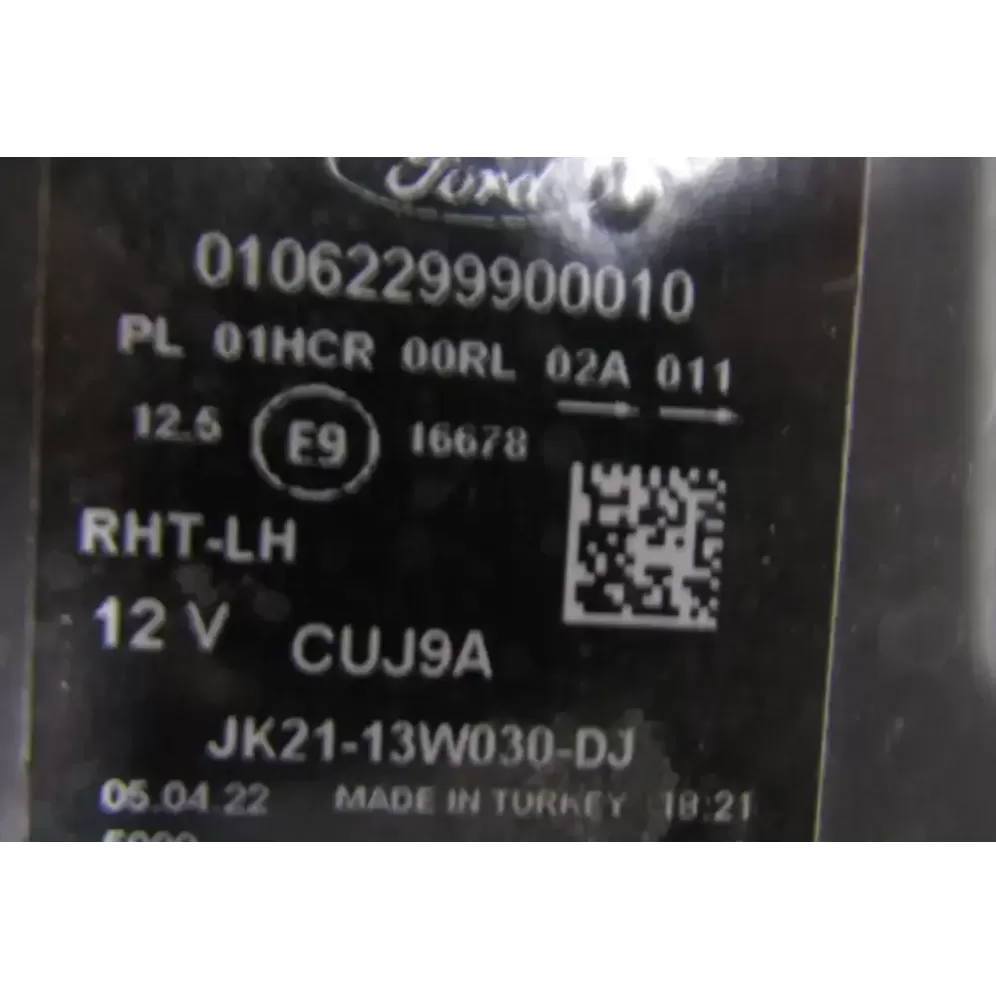 Ford
01062299900010
PL 01HCR 00RL 02A 011
12.5 E9 16678
RHT-LH
12 V CUJ9A
JK21-13W030-DJ
05.04.22 MADE IN TURKEY 18:21